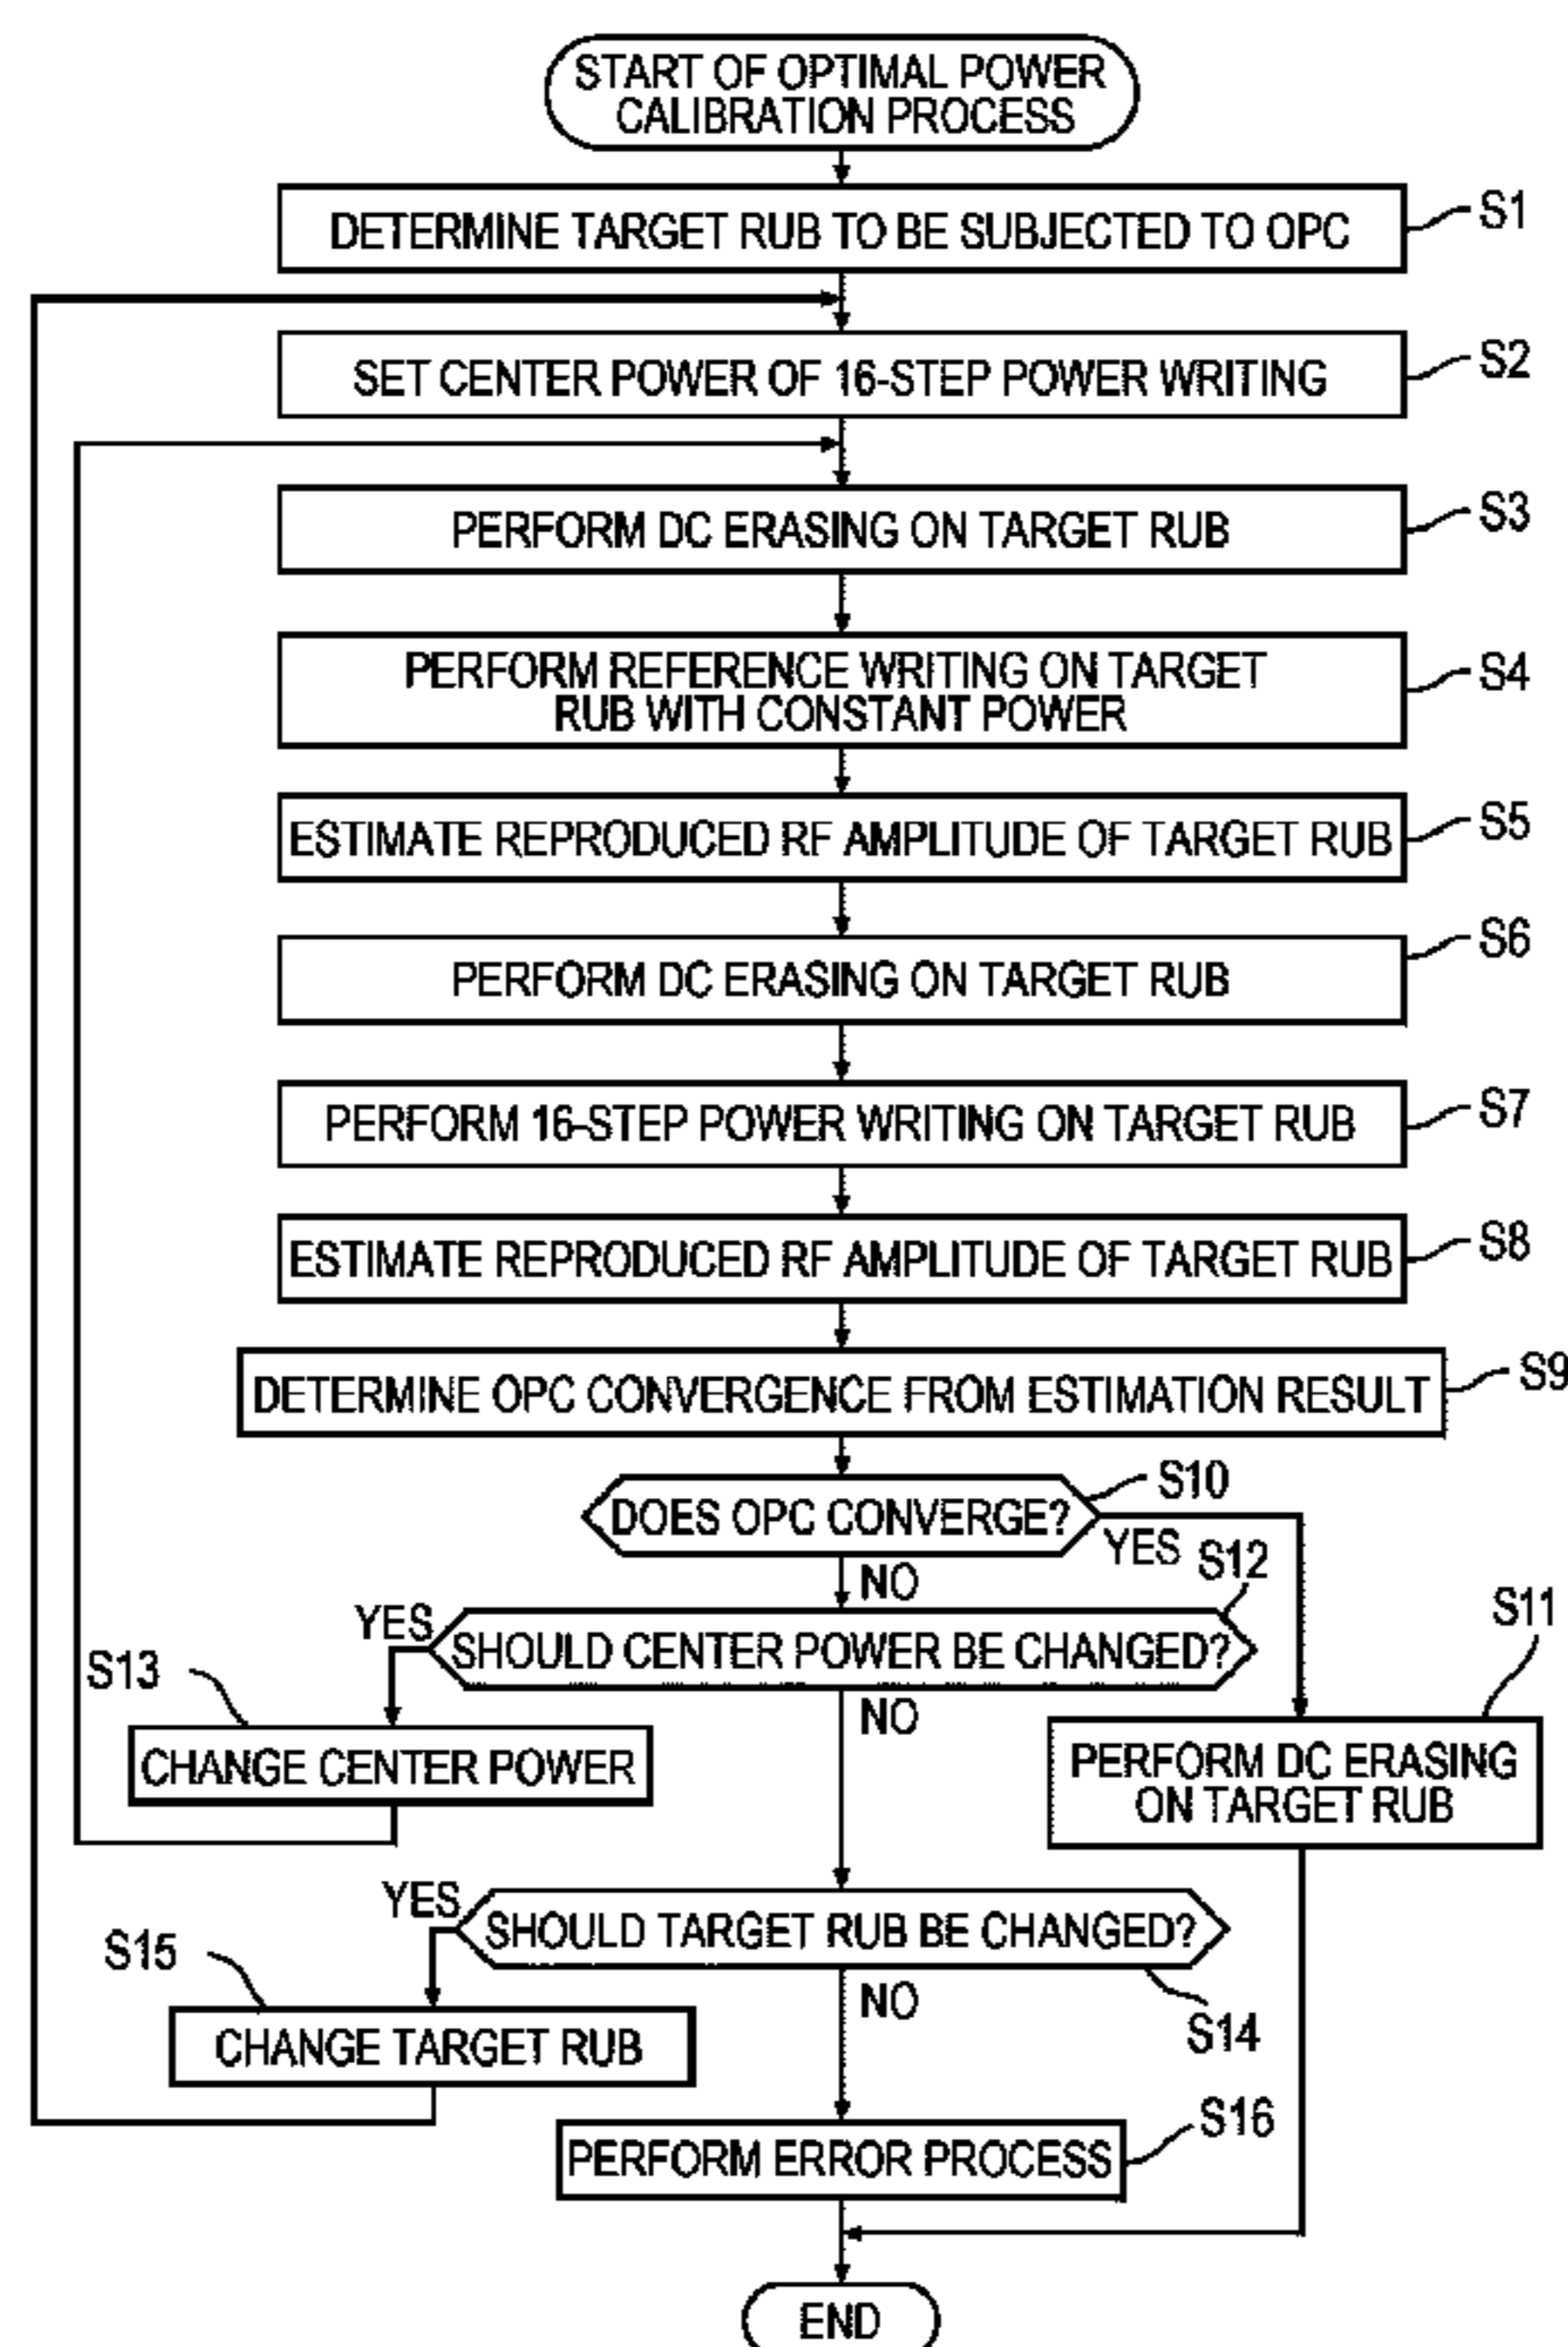 START OF OPTIMAL POWER
CALIBRATION PROCESS
DETERMINE TARGET RUB TO BE SUBJECTED TO OPC
S1
SET CENTER POWER OF 16-STEP POWER WRITING
S2
PERFORM DC ERASING ON TARGET RUB
S3
PERFORM REFERENCE WRITING ON TARGET
RUB WITH CONSTANT POWER
S4
ESTIMATE REPRODUCED RF AMPLITUDE OF TARGET RUB
S5
PERFORM DC ERASING ON TARGET RUB
S6
PERFORM 16-STEP POWER WRITING ON TARGET RUB
S7
ESTIMATE REPRODUCED RF AMPLITUDE OF TARGET RUB
S8
DETERMINE OPC CONVERGENCE FROM ESTIMATION RESULT
S9
DOES OPC CONVERGE?
S10
YES
NO
S12
SHOULD CENTER POWER BE CHANGED?
YES
NO
S13
CHANGE CENTER POWER
S11
PERFORM DC ERASING
ON TARGET RUB
SHOULD TARGET RUB BE CHANGED?
YES
NO
S14
S15
CHANGE TARGET RUB
S16
PERFORM ERROR PROCESS
END